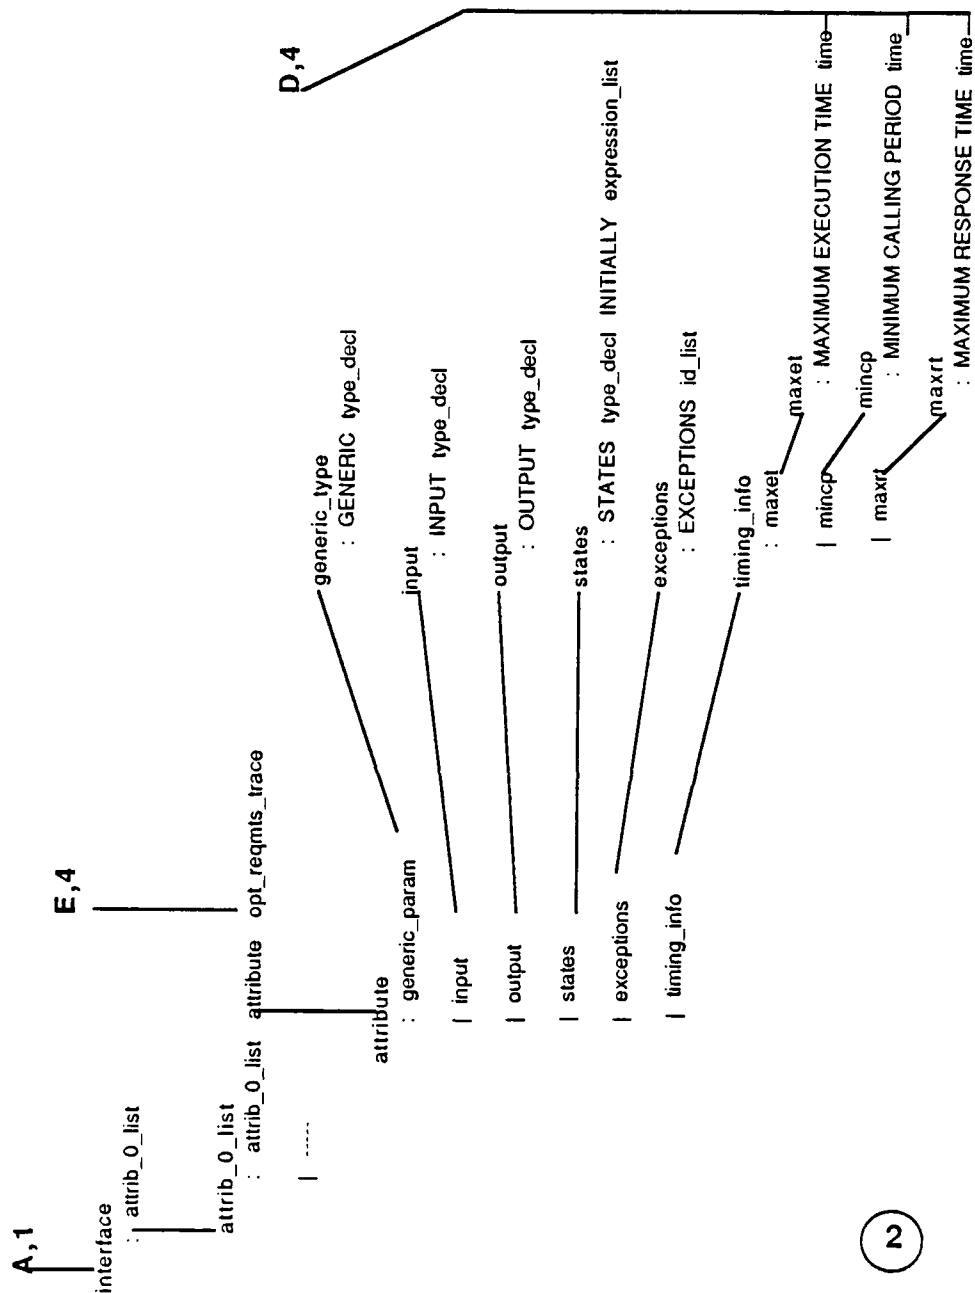 A,1
interface
: attrib_0_list
attrib_0_list
: attrib_0_list attribute opt_reqmts_trace
| -----
E,4
attribute
: generic_param
| input
| output
| states
| exceptions
| timing_info
generic_type
: GENERIC type_decl
input
: INPUT type_decl
output
: OUTPUT type_decl
states
: STATES type_decl INITIALLY expression_list
exceptions
: EXCEPTIONS id_list
timing_info
: maxet
| mincp
| maxrt
maxet
: MAXIMUM EXECUTION TIME time
mincp
: MINIMUM CALLING PERIOD time
maxrt
: MAXIMUM RESPONSE TIME time
D,4
2